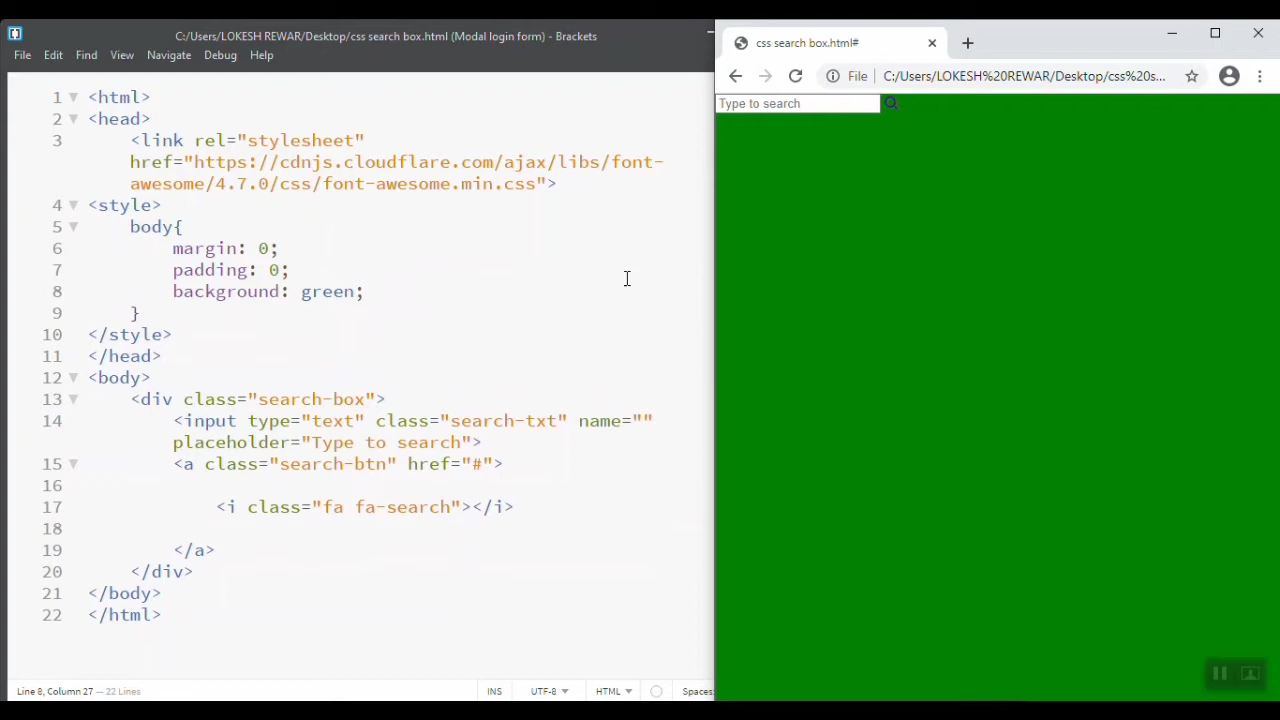 C:/Users/LOKESH REWAR/Desktop/css search box.html (Modal login form) - Brackets
File Edit Find View Navigate Debug Help
1 <html>
2 <head>
3 <link rel="stylesheet"
href="https://cdnjs.cloudflare.com/ajax/libs/font-
awesome/4.7.0/css/font-awesome.min.css">
4 <style>
5 body{
6 margin: 0;
7 padding: 0;
8 background: green;
9 }
10 </style>
11 </head>
12 <body>
13 <div class="search-box">
14 <input type="text" class="search-txt" name=""
placeholder="Type to search">
15 <a class="search-btn" href="#">
16
17 <i class="fa fa-search"></i>
18
19 </a>
20 </div>
21 </body>
22 </html>
Line 8, Column 27 — 22 Lines
INS UTF-8 HTML Spaces:
css search box.html#
File C:/Users/LOKESH%20REWAR/Desktop/css%20s...
Type to search